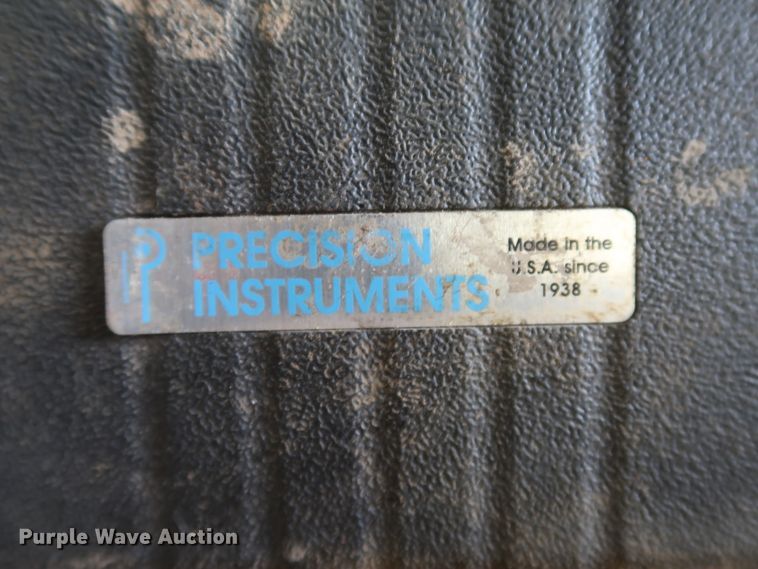 PRECISION
INSTRUMENTS
Made in the
U.S.A. since
1938
Purple Wave Auction